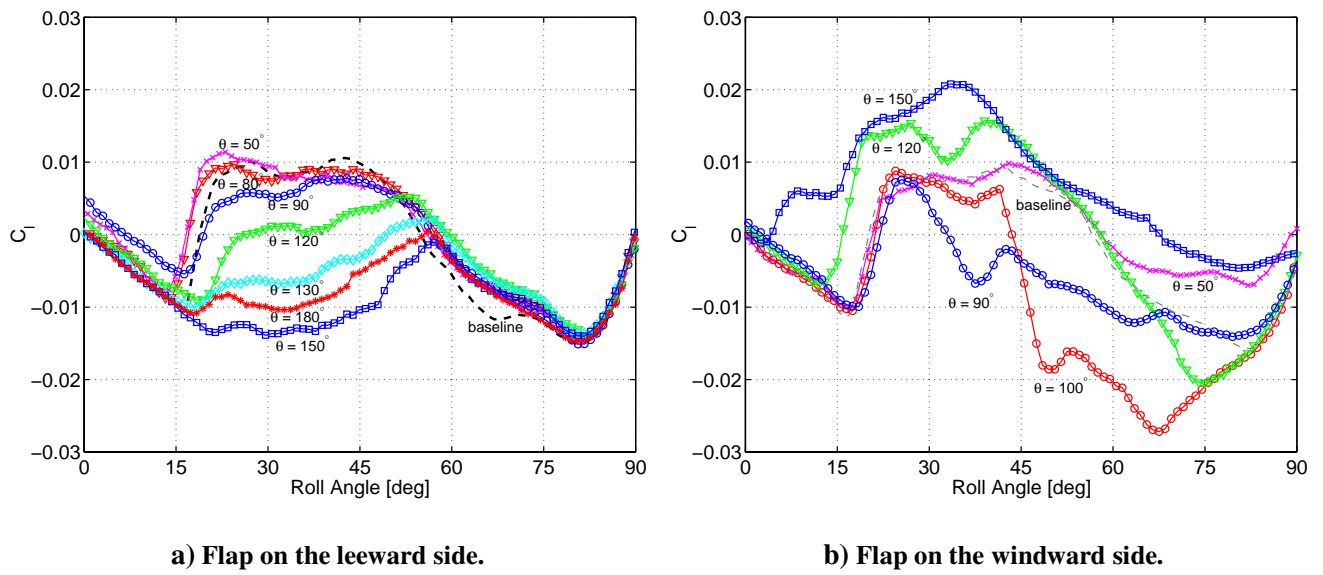 0.03
0.02
0.01
0
−0.01
−0.02
−0.03
C_l
0 15 30 45 60 75 90
Roll Angle [deg]
θ = 50°
θ = 80
θ = 90°
θ = 120
θ = 130
θ = 180
θ = 150°
baseline
a) Flap on the leeward side.
0.03
0.02
0.01
0
−0.01
−0.02
−0.03
C_l
0 15 30 45 60 75 90
Roll Angle [deg]
θ = 150°
θ = 120
baseline
θ = 50°
θ = 90°
θ = 100°
b) Flap on the windward side.